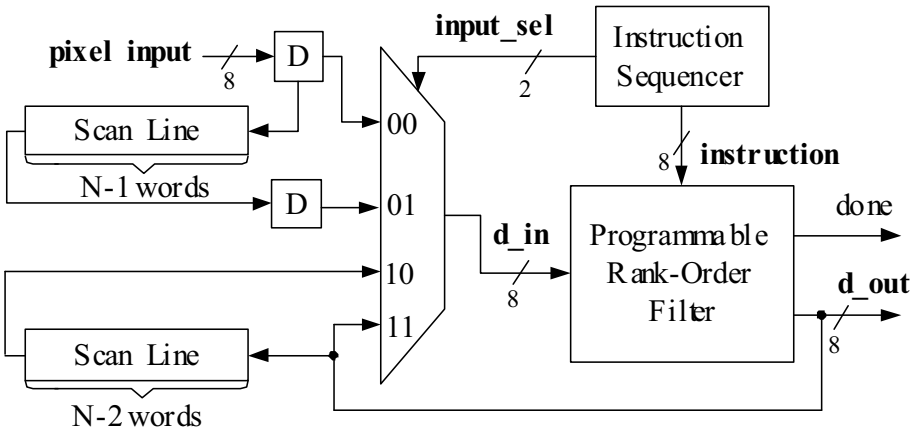 pixel input
8
D
input_sel
2
Instruction
Sequencer
Scan Line
N-1 words
00
8
instruction
D
01
d_in
8
Programmable
Rank-Order
Filter
done
10
d_out
8
11
Scan Line
N-2 words